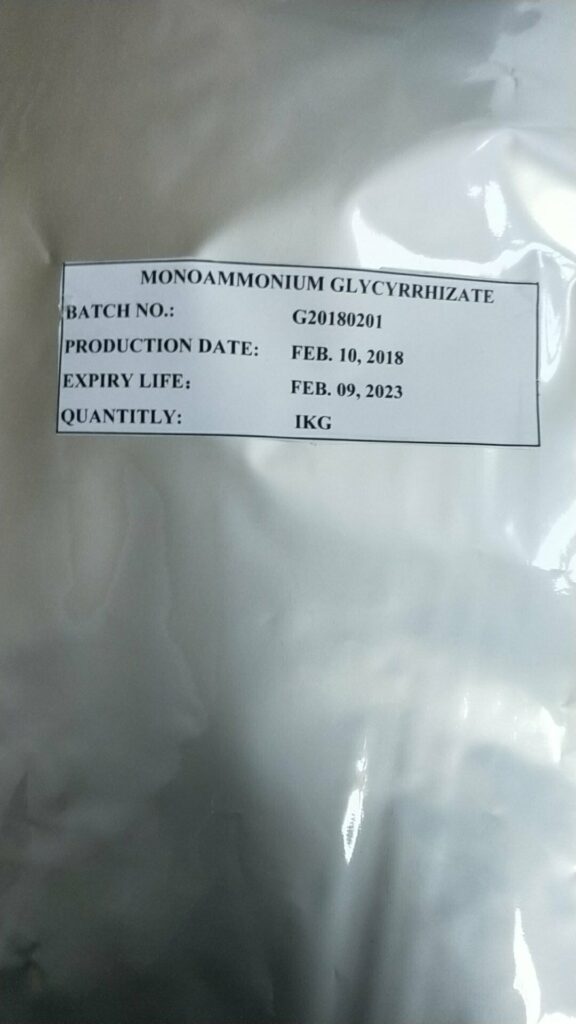 MONOAMMONIUM GLYCYRRHIZATE
BATCH NO.: G20180201
PRODUCTION DATE: FEB. 10, 2018
EXPIRY LIFE: FEB. 09, 2023
QUANTITLY: IKG